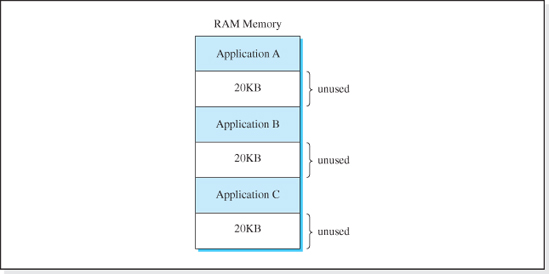 RAM Memory
Application A
20KB
unused
Application B
20KB
unused
Application C
20KB
unused